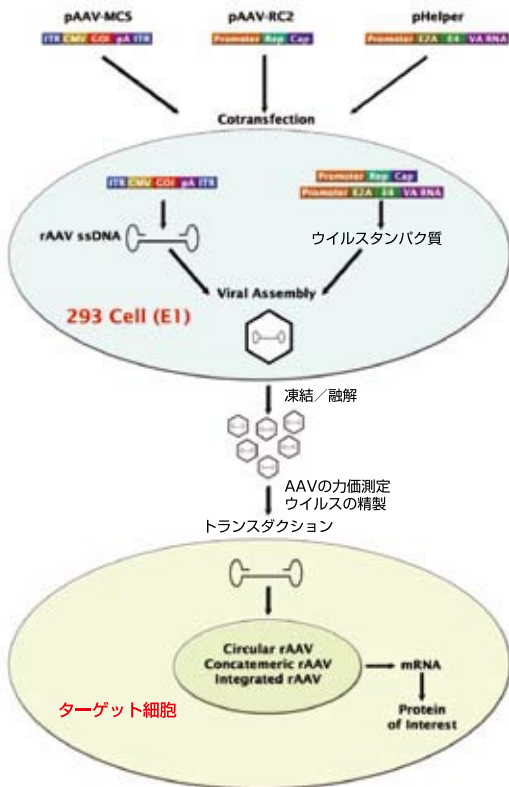 pAAV-MCS pAAV-RC2 pHelper
ITR CMV GOI pA ITR Promoter Rep Cap Promoter E2A E4 VA RNA
Cotransfection
ITR CMV GOI pA ITR
Promoter Rep Cap
Promoter E2A E4 VA RNA
rAAV ssDNA
ウイルスタンパク質
Viral Assembly
293 Cell (E1)
凍結／融解
AAVの力価測定
ウイルスの精製
トランスダクション
Circular rAAV
Concatemeric rAAV
Integrated rAAV
mRNA
Protein
of Interest
ターゲット細胞